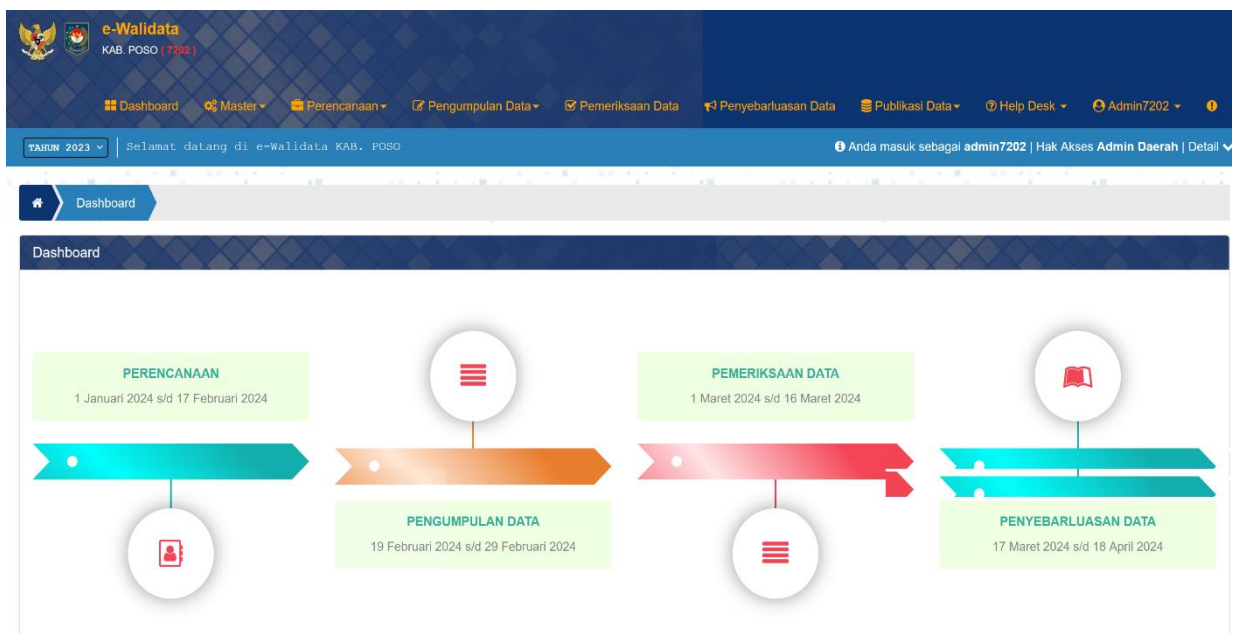 e-Walidata
KAB. POSO ( 7202 )
Dashboard Master Perencanaan Pengumpulan Data Pemeriksaan Data Penyebarluasan Data Publikasi Data Help Desk Admin7202
TAHUN 2023 Selamat datang di e-Walidata KAB. POSO Anda masuk sebagai admin7202 | Hak Akses Admin Daerah | Detail
Dashboard
Dashboard
PERENCANAAN
1 Januari 2024 s/d 17 Februari 2024
PENGUMPULAN DATA
19 Februari 2024 s/d 29 Februari 2024
PEMERIKSAAN DATA
1 Maret 2024 s/d 16 Maret 2024
PENYEBARLUASAN DATA
17 Maret 2024 s/d 18 April 2024